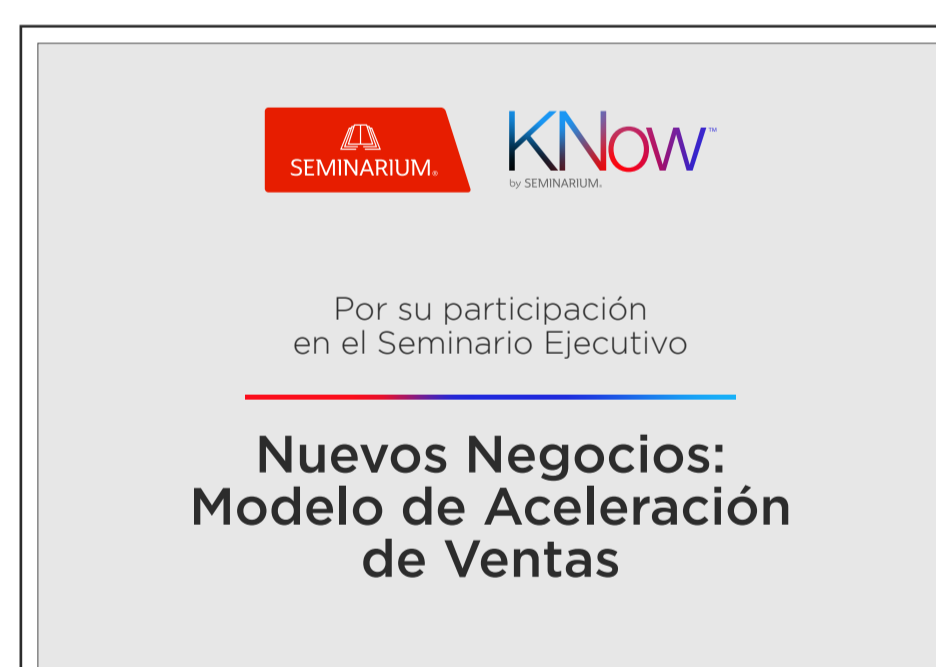 SEMINARIUM®
KNow™
by SEMINARIUM®
Por su participación
en el Seminario Ejecutivo
Nuevos Negocios:
Modelo de Aceleración
de Ventas